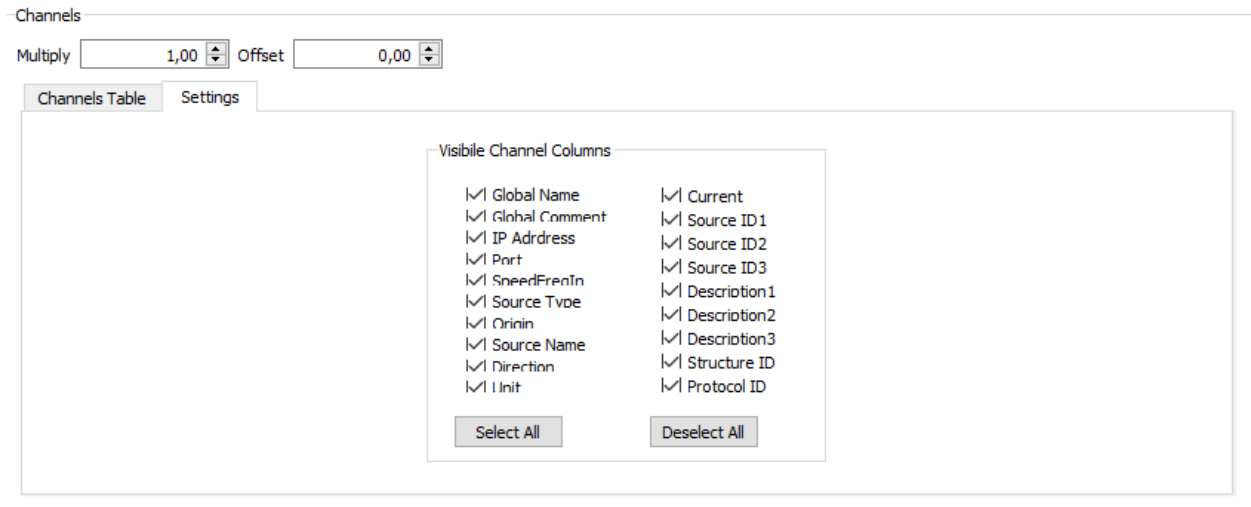 Channels
Multiply 1,00 Offset 0,00
Channels Table Settings
Visibile Channel Columns
Global Name
Global Comment
IP Adrdress
Port
SpeedFreqIn
Source Type
Origin
Source Name
Direction
Unit
Current
Source ID1
Source ID2
Source ID3
Description1
Description2
Description3
Structure ID
Protocol ID
Select All Deselect All